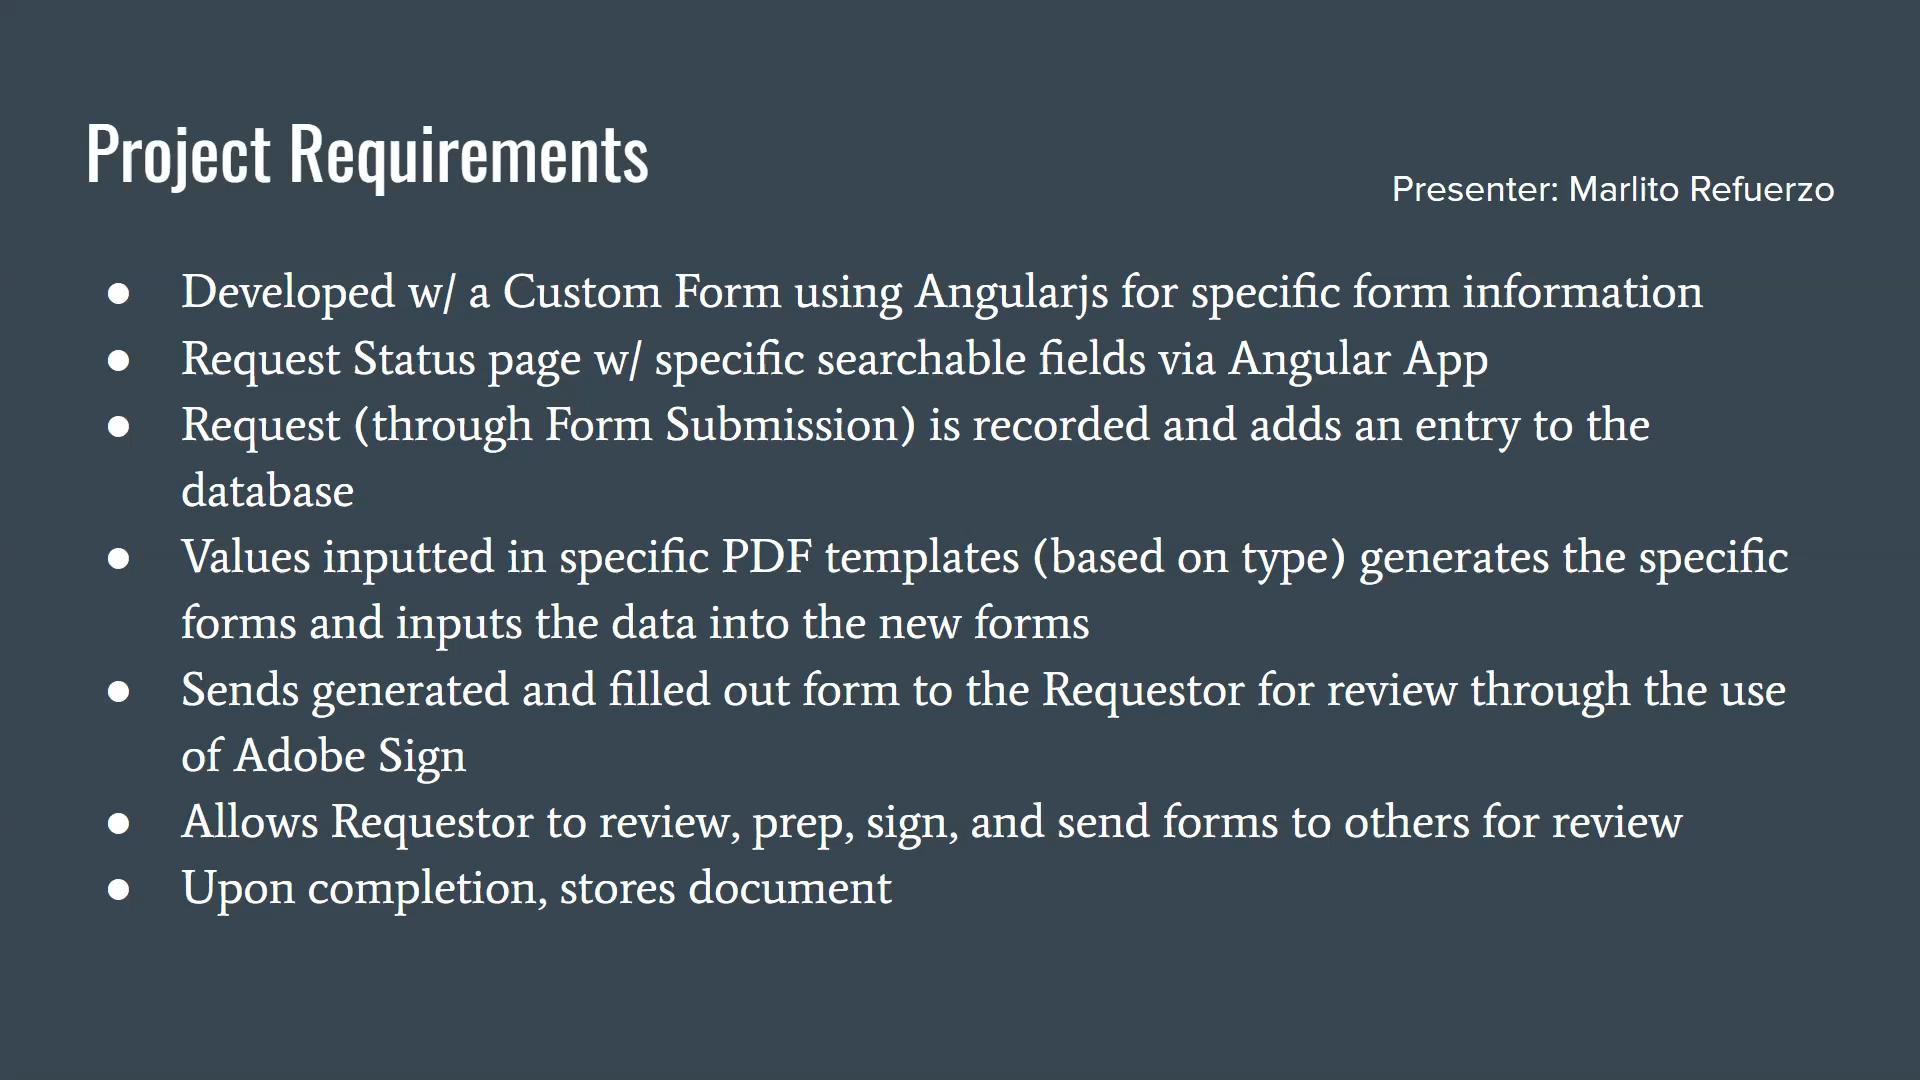 Project Requirements
Presenter: Marlito Refuerzo
● Developed w/ a Custom Form using Angularjs for specific form information
● Request Status page w/ specific searchable fields via Angular App
● Request (through Form Submission) is recorded and adds an entry to the
database
● Values inputted in specific PDF templates (based on type) generates the specific
forms and inputs the data into the new forms
● Sends generated and filled out form to the Requestor for review through the use
of Adobe Sign
● Allows Requestor to review, prep, sign, and send forms to others for review
● Upon completion, stores document